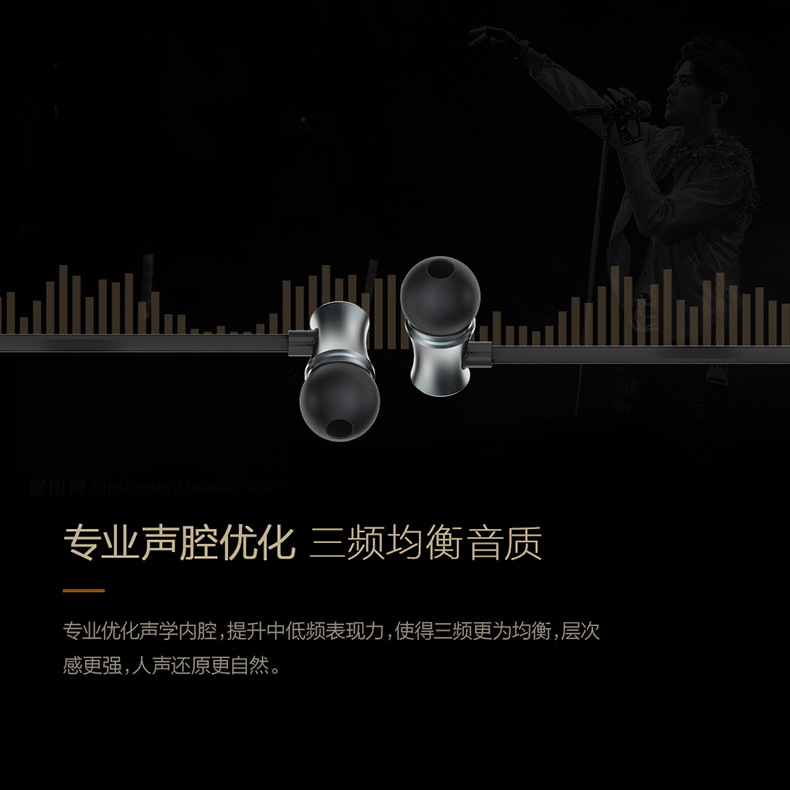 昵图网 nipic.com/
专业声腔优化 三频均衡音质
专业优化声学内腔,提升中低频表现力,使得三频更为均衡,层次
感更强,人声还原更自然。